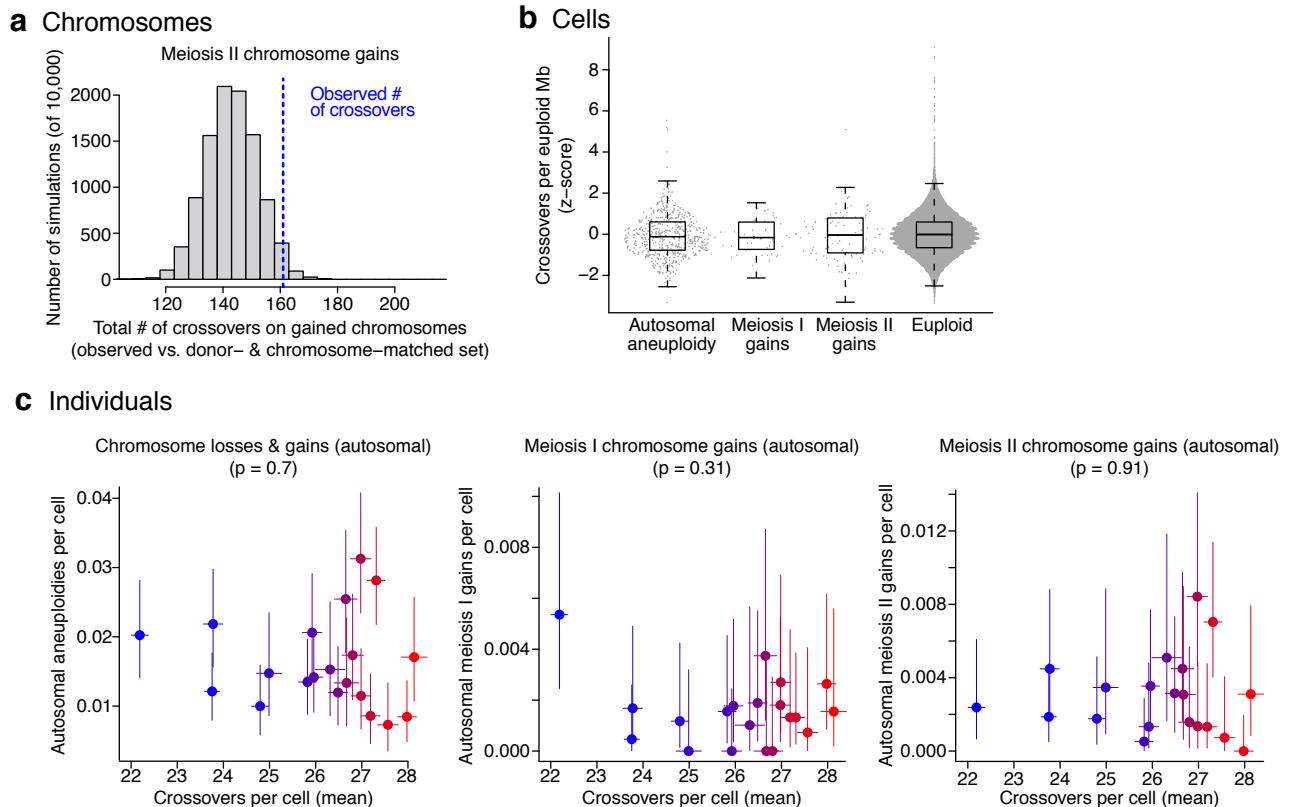 a Chromosomes
Meiosis II chromosome gains
Number of simulations (of 10,000)
2000
1500
1000
500
0
Observed #
of crossovers
120 140 160 180 200
Total # of crossovers on gained chromosomes
(observed vs. donor− & chromosome−matched set)
b Cells
Crossovers per euploid Mb
(z−score)
8
6
4
2
0
−2
Autosomal
aneuploidy
Meiosis I
gains
Meiosis II
gains
Euploid
c Individuals
Chromosome losses & gains (autosomal)
(p = 0.7)
Autosomal aneuploidies per cell
0.04
0.03
0.02
0.01
22 23 24 25 26 27 28
Crossovers per cell (mean)
Meiosis I chromosome gains (autosomal)
(p = 0.31)
Autosomal meiosis I gains per cell
0.008
0.004
0.000
22 23 24 25 26 27 28
Crossovers per cell (mean)
Meiosis II chromosome gains (autosomal)
(p = 0.91)
Autosomal meiosis II gains per cell
0.012
0.008
0.004
0.000
22 23 24 25 26 27 28
Crossovers per cell (mean)